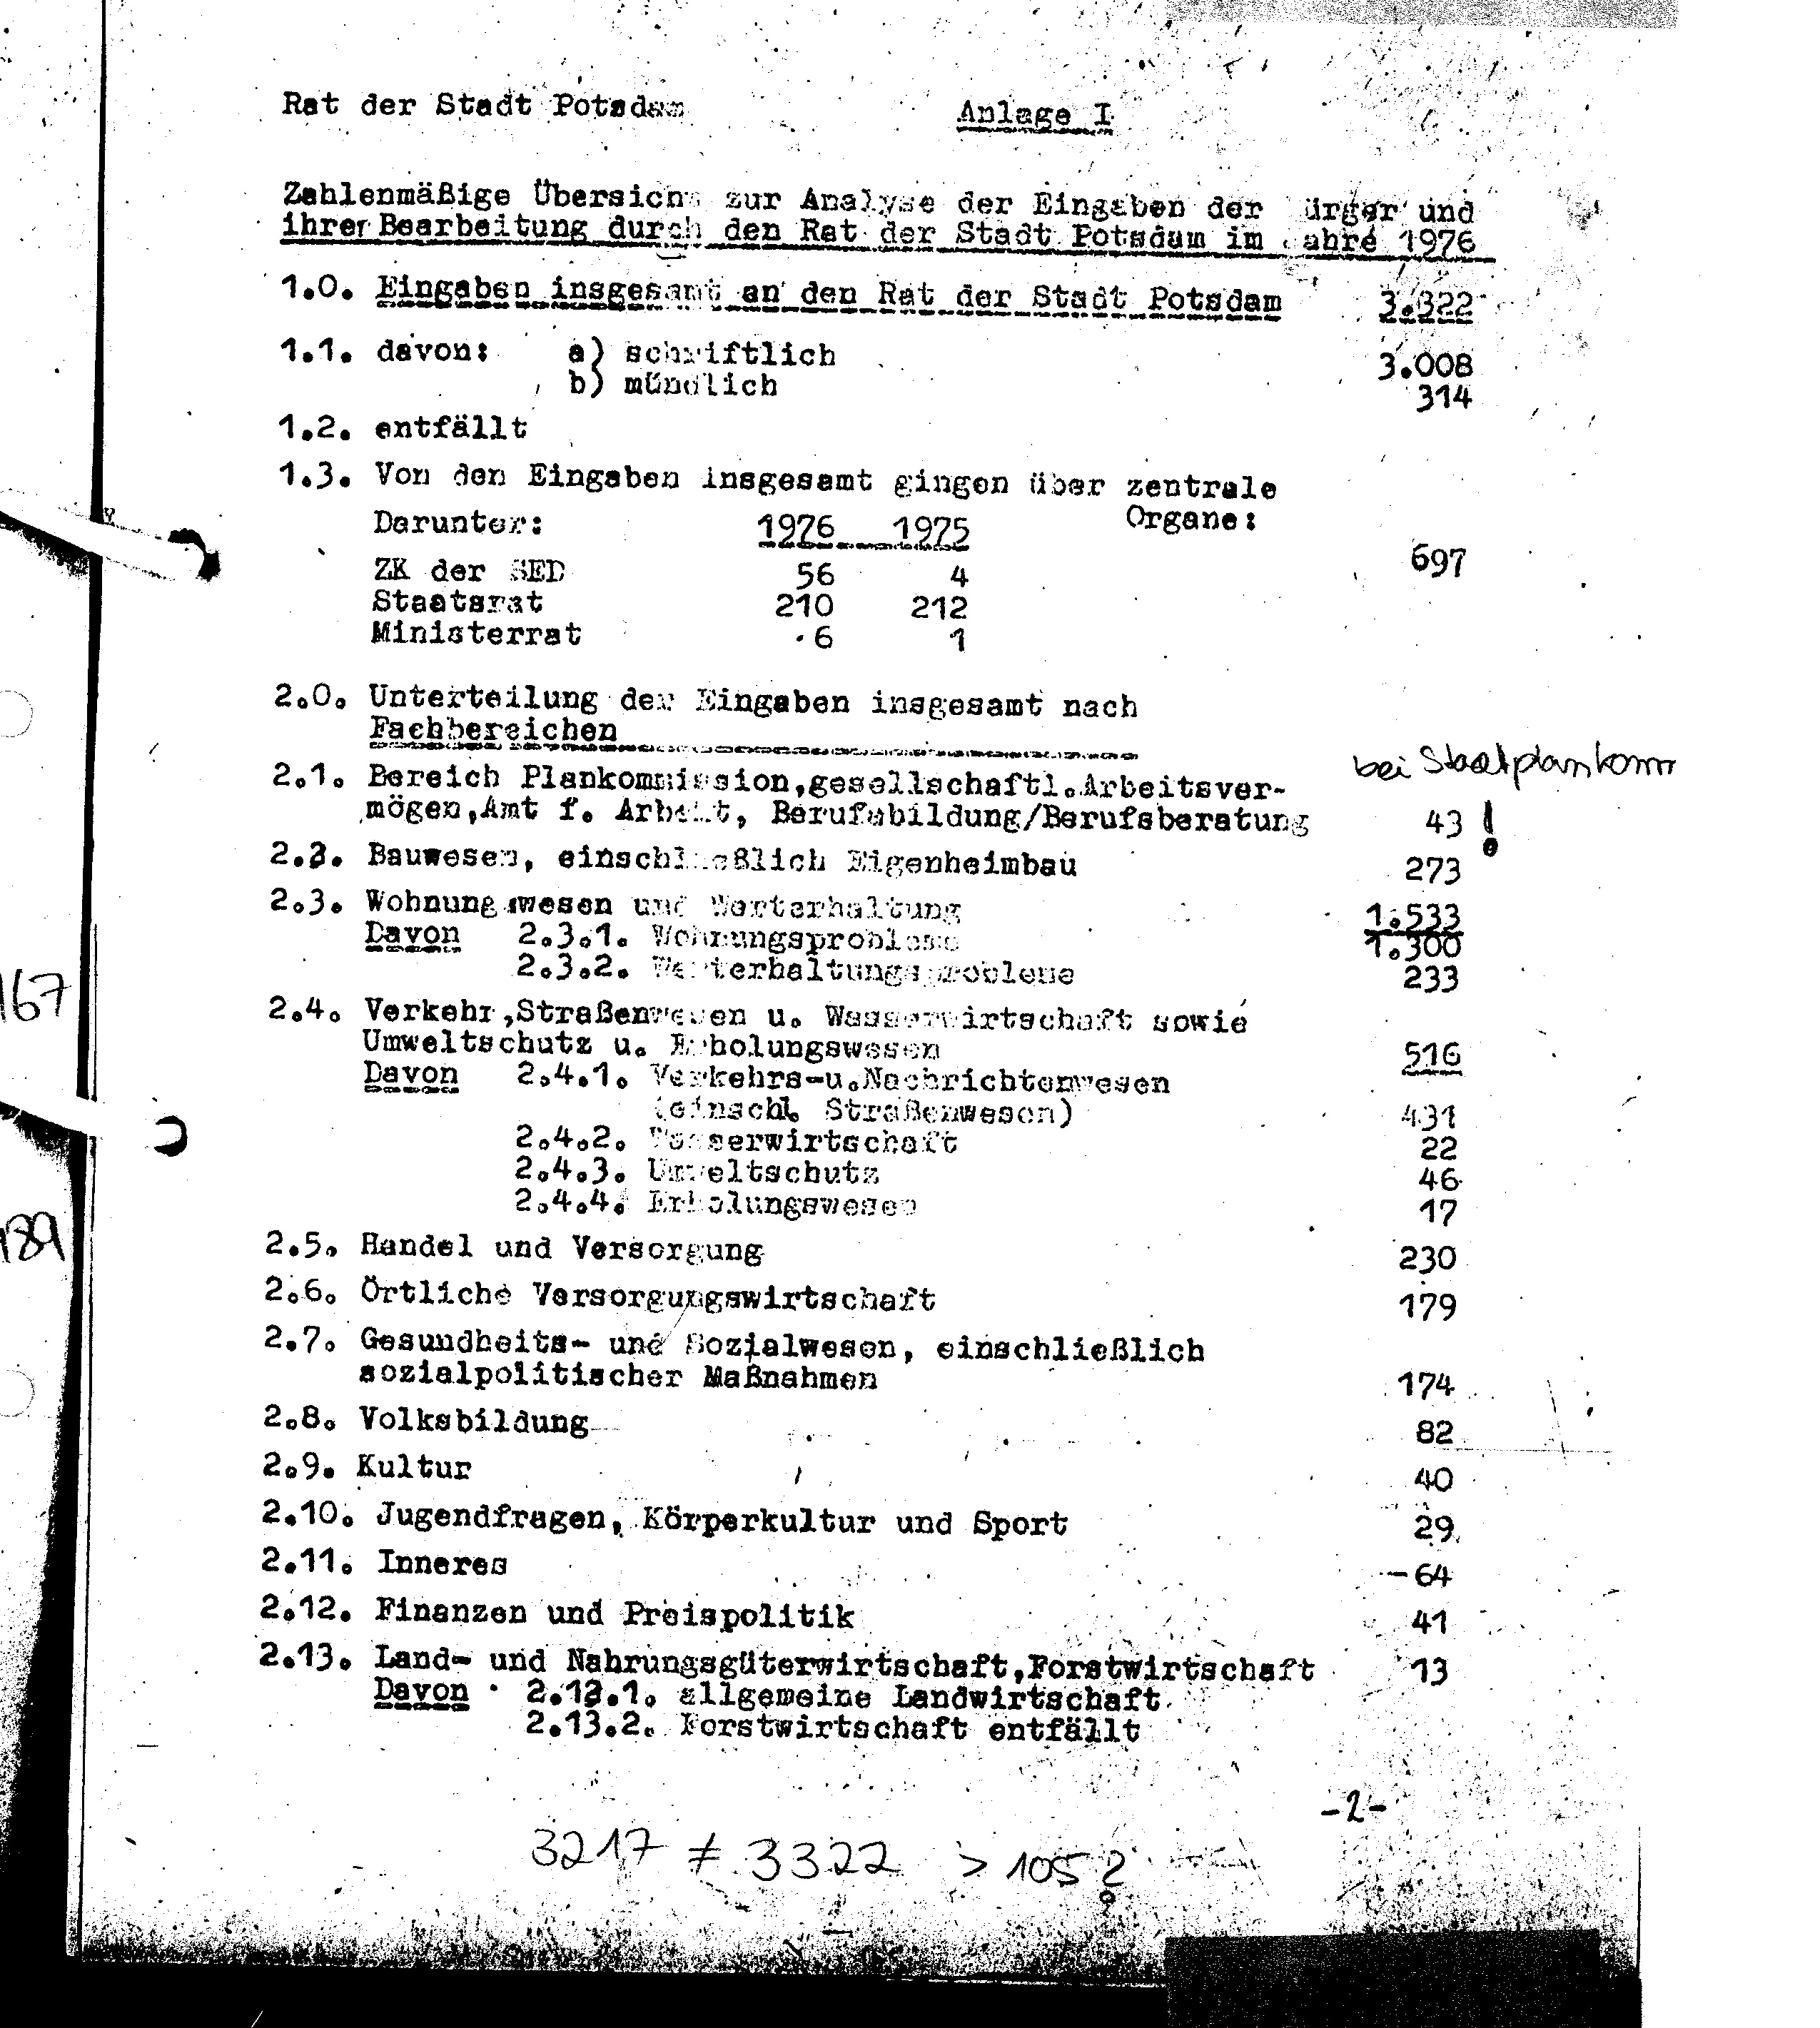 Rat der Stadt Potsdam Anlage I
Zahlenmäßige Übersicht zur Analyse der Eingaben der ürger und
ihrer Bearbeitung durch den Rat der Stadt Potsdam im ahre 1976
1.0. Eingaben insgesamt an den Rat der Stadt Potsdam 3.322
1.1. davon: a) schriftlich 3.008
b) mündlich 314
1.2. entfällt
1.3. Von den Eingaben insgesamt gingen über zentrale
Organe:
Darunter: 1976 1975
697
ZK der SED 56 4
Staatsrat 210 212
Ministerrat 6 1
2.0. Unterteilung der Eingaben insgesamt nach
Fachbereichen
bei Staatplankomm
2.1. Bereich Plankommission,gesellschaftl.Arbeitsver-
mögen,Amt f. Arbeit, Berufsbildung/Berufsberatung 43 !
2.2. Bauwesen, einschließlich Eigenheimbau 273
2.3. Wohnungswesen und Werterhaltung 1.533
Davon 2.3.1. Wohnungsprobleme 1.300
2.3.2. Werterhaltungsprobleme 233
2.4. Verkehr,Straßenwesen u. Wasserwirtschaft sowie
Umweltschutz u. Erholungswesen 516
Davon 2.4.1. Verkehrs-u.Nachrichtenwesen
(einschl. Straßenwesen) 431
2.4.2. Wasserwirtschaft 22
2.4.3. Umweltschutz 46
2.4.4. Erholungswesen 17
2.5. Handel und Versorgung 230
2.6. Örtliche Versorgungswirtschaft 179
2.7. Gesundheits- und Sozialwesen, einschließlich
sozialpolitischer Maßnahmen 174
2.8. Volksbildung 82
2.9. Kultur 40
2.10. Jugendfragen, Körperkultur und Sport 29
2.11. Inneres 64
2.12. Finanzen und Preispolitik 41
2.13. Land- und Nahrungsgüterwirtschaft,Forstwirtschaft 13
Davon 2.13.1. allgemeine Landwirtschaft
2.13.2. Forstwirtschaft entfällt
-2-
3217 ≠ 3322 > 105?
167
189